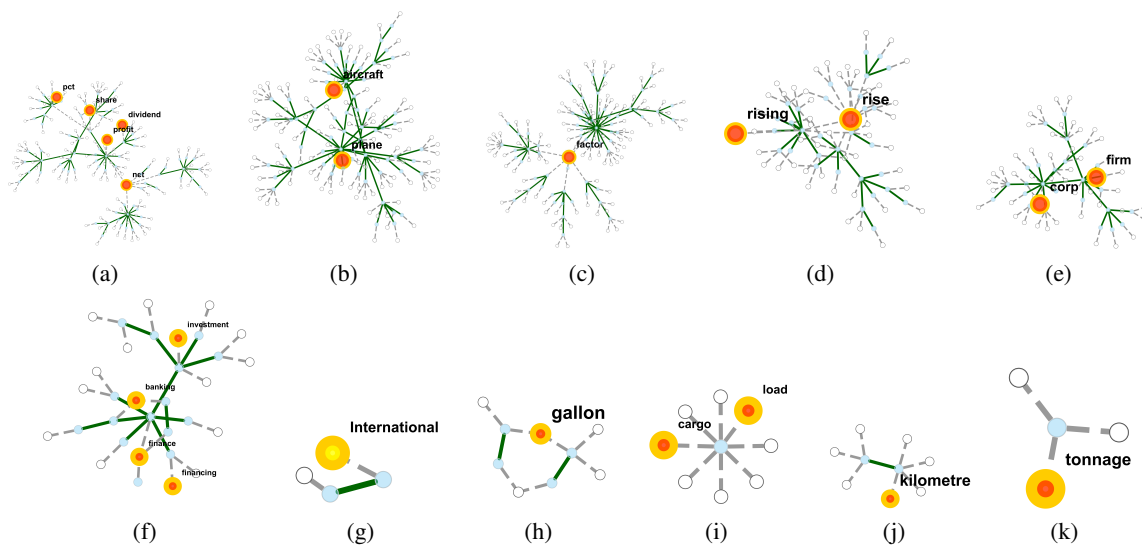 pct
share
dividend
profit
net
aircraft
plane
factor
rising
rise
firm
corp
(a)
(b)
(c)
(d)
(e)
investment
banking
finance
financing
International
gallon
load
cargo
kilometre
tonnage
(f)
(g)
(h)
(i)
(j)
(k)